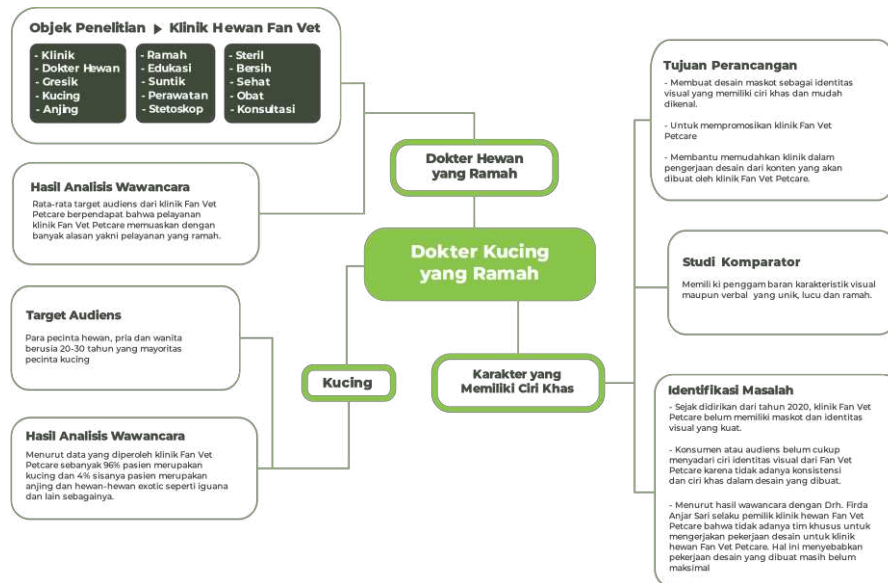 Objek Penelitian ▶ Klinik Hewan Fan Vet
- Klinik
- Dokter Hewan
- Gresik
- Kucing
- Anjing
- Ramah
- Edukasi
- Suntik
- Perawatan
- Stetoskop
- Steril
- Bersih
- Sehat
- Obat
- Konsultasi
Hasil Analisis Wawancara
Rata-rata target audiens dari klinik Fan Vet
Petcare berpendapat bahwa pelayanan
klinik Fan Vet Petcare memuaskan dengan
banyak alasan yakni pelayanan yang ramah.
Dokter Hewan
yang Ramah
Dokter Kucing
yang Ramah
Target Audiens
Para pecinta hewan, pria dan wanita
berusia 20-30 tahun yang mayoritas
pecinta kucing
Kucing
Hasil Analisis Wawancara
Menurut data yang diperoleh klinik Fan Vet
Petcare sebanyak 96% pasien merupakan
kucing dan 4% sisanya pasien merupakan
anjing dan hewan-hewan exotic seperti iguana
dan lain sebagainya.
Karakter yang
Memiliki Ciri Khas
Tujuan Perancangan
- Membuat desain maskot sebagai identitas
visual yang memiliki ciri khas dan mudah
dikenal.
- Untuk mempromosikan klinik Fan Vet
Petcare
- Membantu memudahkan klinik dalam
pengerjaan desain dari konten yang akan
dibuat oleh klinik Fan Vet Petcare.
Studi Komparator
Memili ki penggam baran karakteristik visual
maupun verbal yang unik, lucu dan ramah.
Identifikasi Masalah
- Sejak didirikan dari tahun 2020, klinik Fan Vet
Petcare belum memiliki maskot dan identitas
visual yang kuat.
- Konsumen atau audiens belum cukup
menyadari ciri identitas visual dari Fan Vet
Petcare karena tidak adanya konsistensi
dan ciri khas dalam desain yang dibuat.
- Menurut hasil wawancara dengan Drh. Firda
Anjar Sari selaku pemilik klinik hewan Fan Vet
Petcare bahwa tidak adanya tim khusus untuk
mengerjakan pekerjaan desain untuk klinik
hewan Fan Vet Petcare. Hal ini menyebabkan
pekerjaan desain yang dibuat masih belum
maksimal